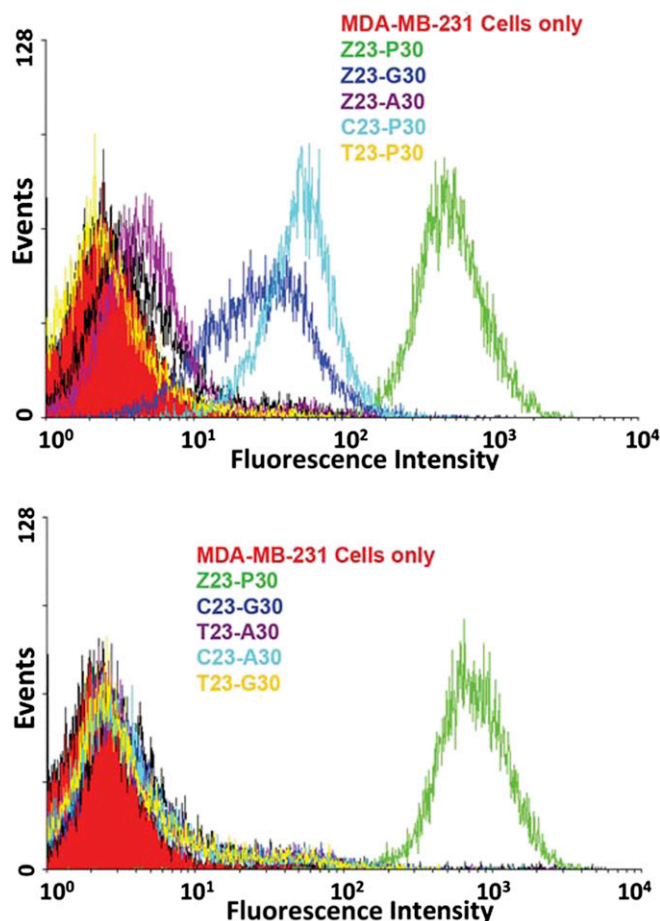 128
MDA-MB-231 Cells only
Z23-P30
Z23-G30
Z23-A30
C23-P30
T23-P30
Events
0
10⁰ 10¹ 10² 10³ 10⁴
Fluorescence Intensity
128
MDA-MB-231 Cells only
Z23-P30
C23-G30
T23-A30
C23-A30
T23-G30
Events
0
10⁰ 10¹ 10² 10³ 10⁴
Fluorescence Intensity